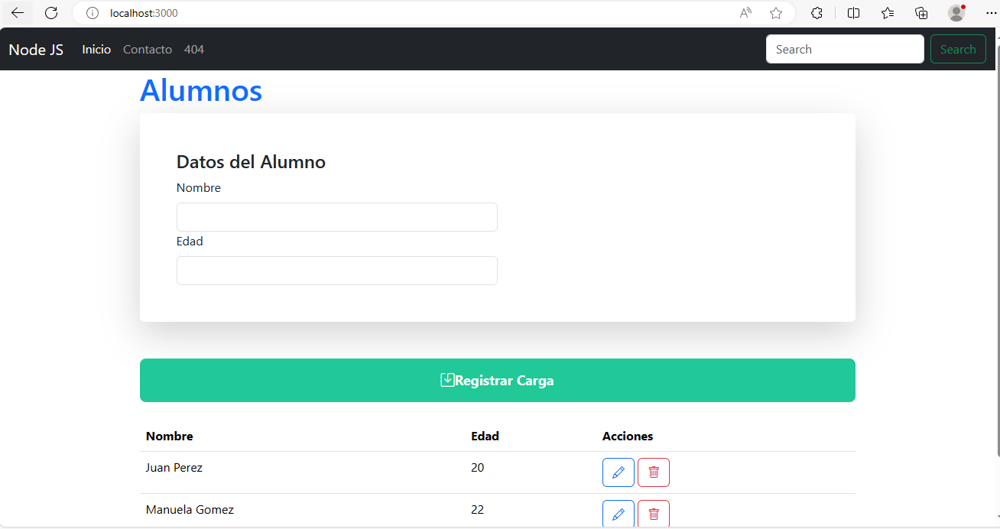 localhost:3000
Node JS Inicio Contacto 404 Search Search
Alumnos
Datos del Alumno
Nombre
Edad
Registrar Carga
Nombre Edad Acciones
Juan Perez 20
Manuela Gomez 22